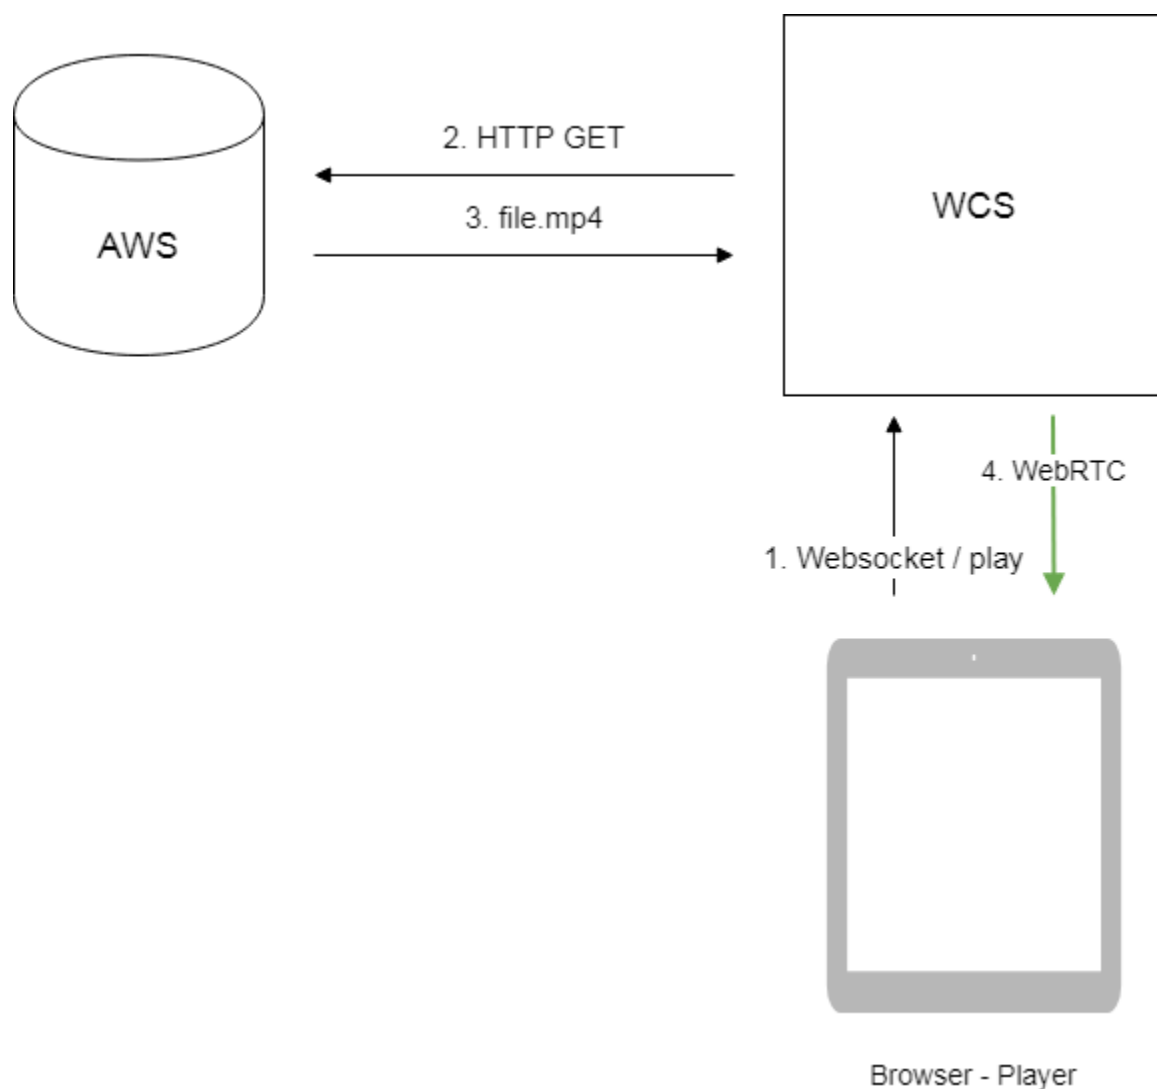 2. HTTP GET
3. file.mp4
AWS
WCS
4. WebRTC
1. Websocket / play
Browser - Player